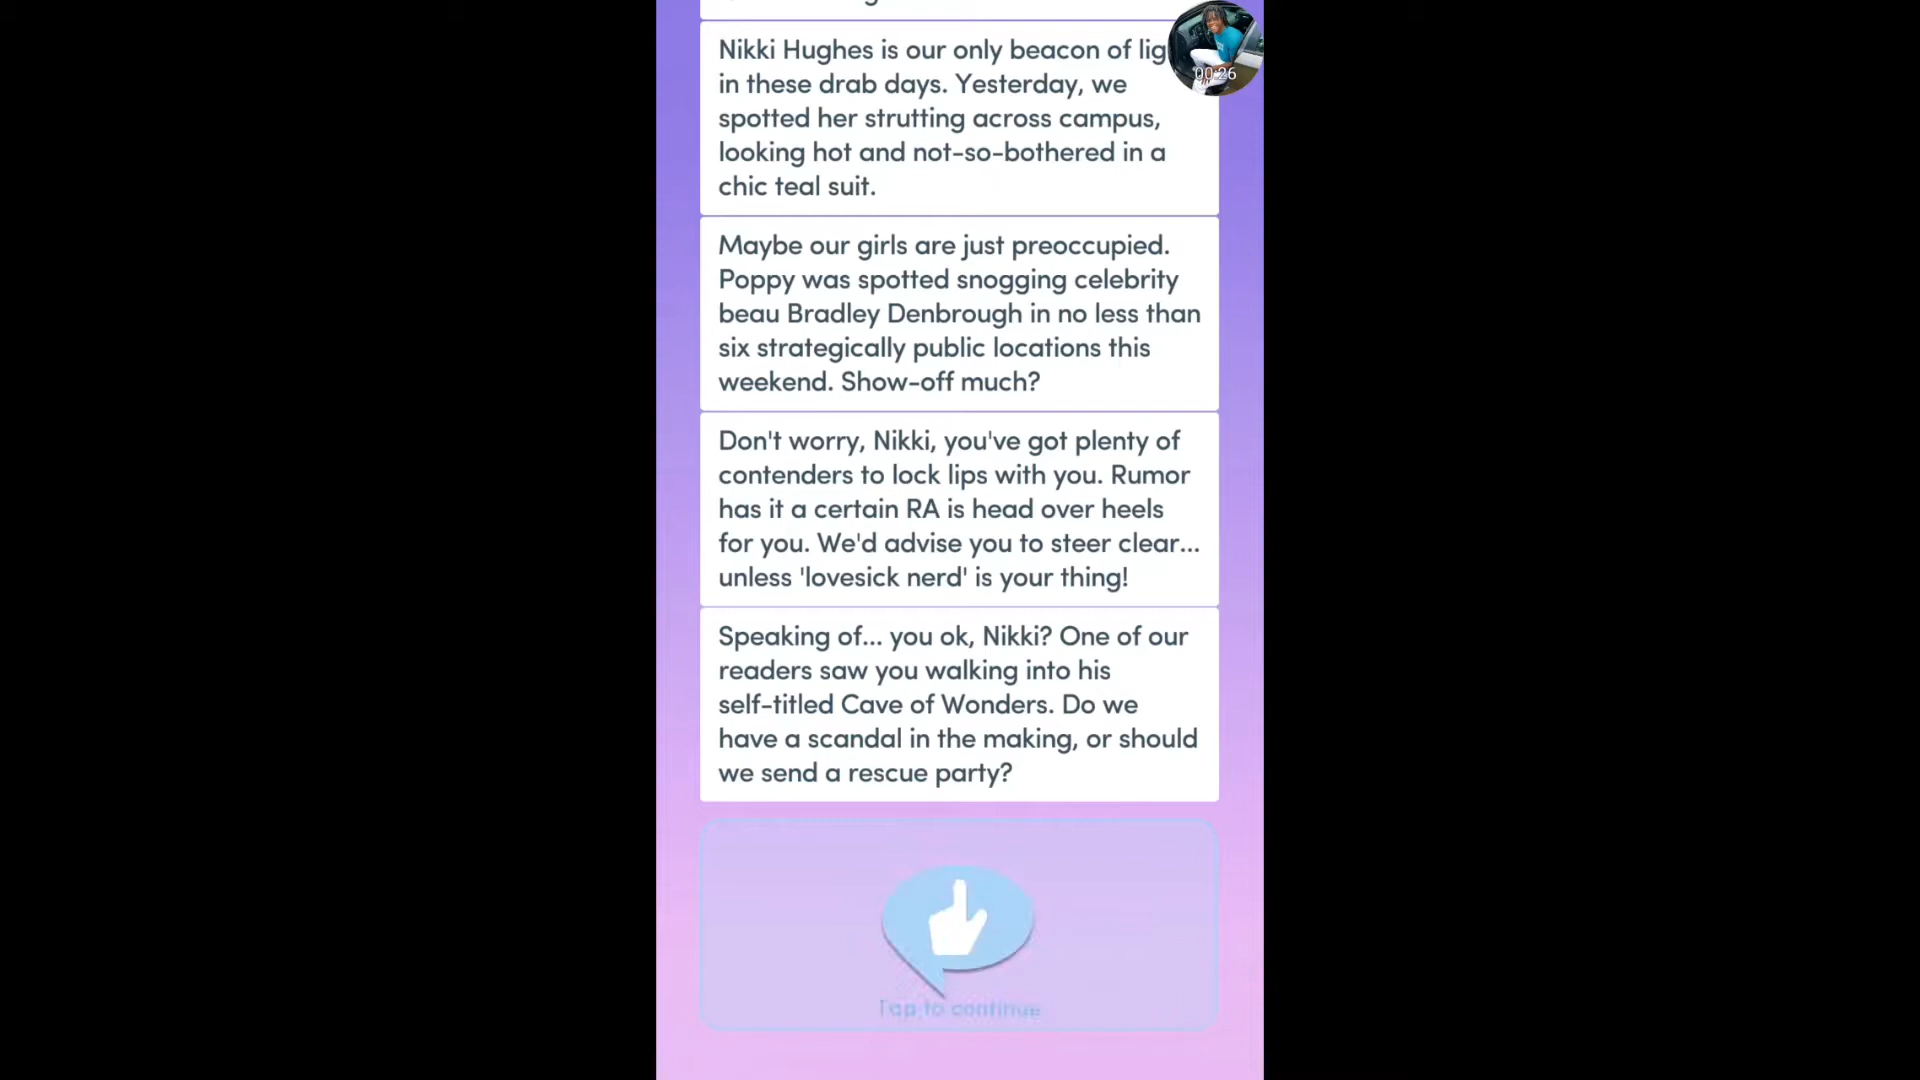 Nikki Hughes is our only beacon of lig
in these drab days. Yesterday, we
spotted her strutting across campus,
looking hot and not-so-bothered in a
chic teal suit.
Maybe our girls are just preoccupied.
Poppy was spotted snogging celebrity
beau Bradley Denbrough in no less than
six strategically public locations this
weekend. Show-off much?
Don't worry, Nikki, you've got plenty of
contenders to lock lips with you. Rumor
has it a certain RA is head over heels
for you. We'd advise you to steer clear...
unless 'lovesick nerd' is your thing!
Speaking of... you ok, Nikki? One of our
readers saw you walking into his
self-titled Cave of Wonders. Do we
have a scandal in the making, or should
we send a rescue party?
Tap to continue
00:26